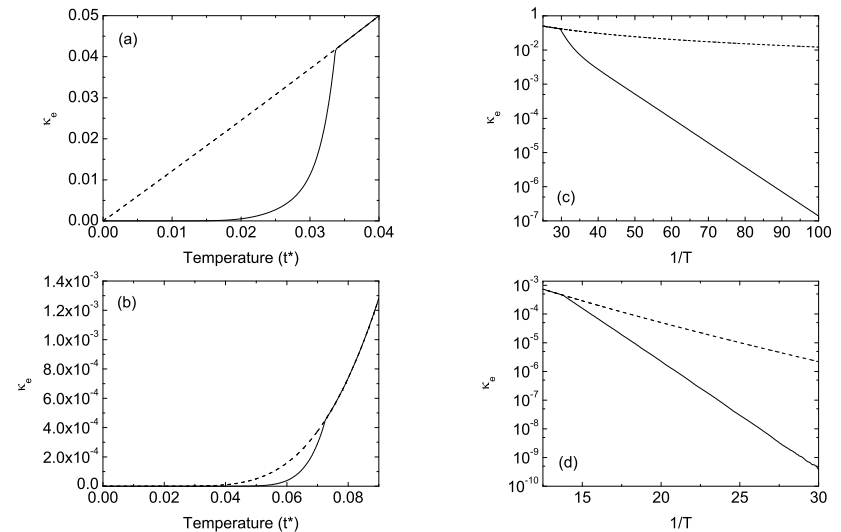 (a)
0.05
0.04
0.03
0.02
0.01
0.00
κe
0.00 0.01 0.02 0.03 0.04
Temperature (t*)
(c)
1
10-2
10-3
10-4
10-5
10-6
10-7
κe
30 40 50 60 70 80 90 100
1/T
(b)
1.4x10-3
1.2x10-3
1.0x10-3
8.0x10-4
6.0x10-4
4.0x10-4
2.0x10-4
0.0
κe
0.00 0.02 0.04 0.06 0.08
Temperature (t*)
(d)
10-3
10-4
10-5
10-6
10-7
10-8
10-9
10-10
κe
15 20 25 30
1/T